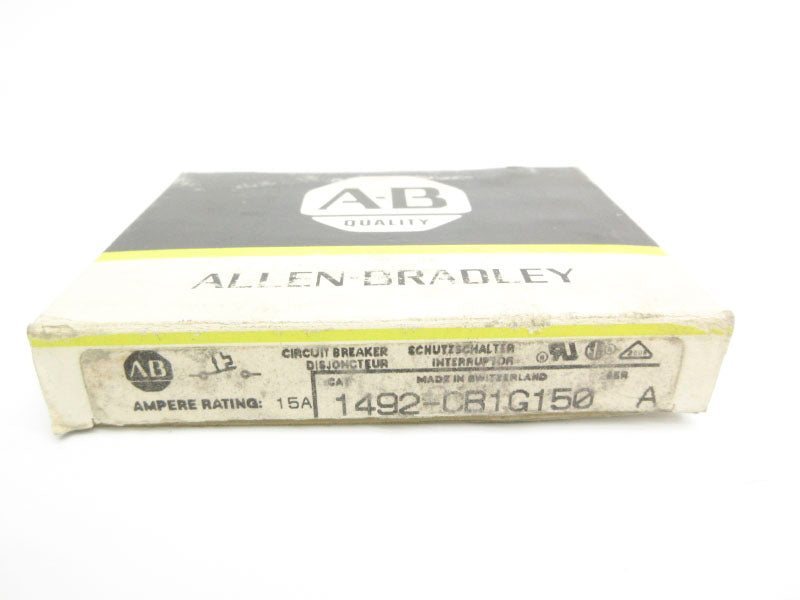 A-B
QUALITY
ALLEN-BRADLEY
AB
CIRCUIT BREAKER SCHUTZSCHALTER
DISJONCTEUR INTERRUPTOR
CAT MADE IN SWITZERLAND SER
AMPERE RATING: 15A 1492-CB1G150 A